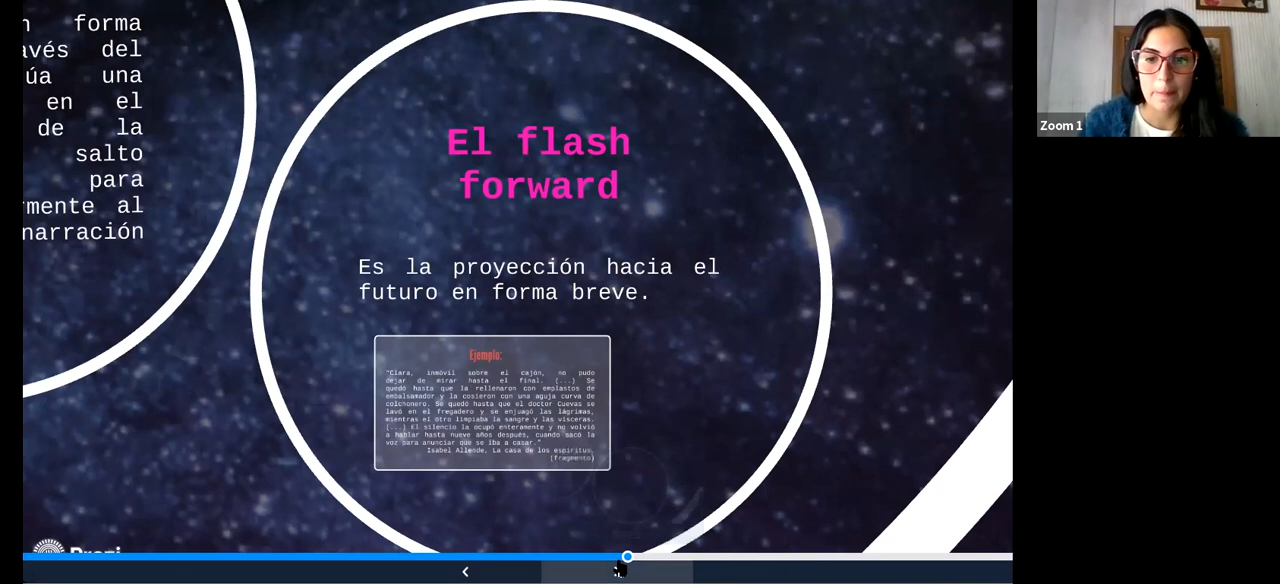 n forma
avés del
úa una
en el
de la
salto
para
rmente al
narración
El flash
forward
Es la proyección hacia el
futuro en forma breve.
Ejemplo:
"Clara, inmóvil sobre el cajón, no pudo
dejar de mirar hasta el final. (...) Se
quedó hasta que la rellenaron con emplastos de
embalsamador y la cosieron con una aguja curva de
colchonero. Se quedó hasta que el doctor Cuevas se
lavó en el fregadero y se enjuagó las lágrimas,
mientras el otro limpiaba la sangre y las vísceras.
(...) El silencio la ocupó enteramente y no volvió
a hablar hasta nueve años después, cuando sacó la
voz para anunciar que se iba a casar."
Isabel Allende, La casa de los espíritus.
(fragmento)
Prezi
Zoom 1